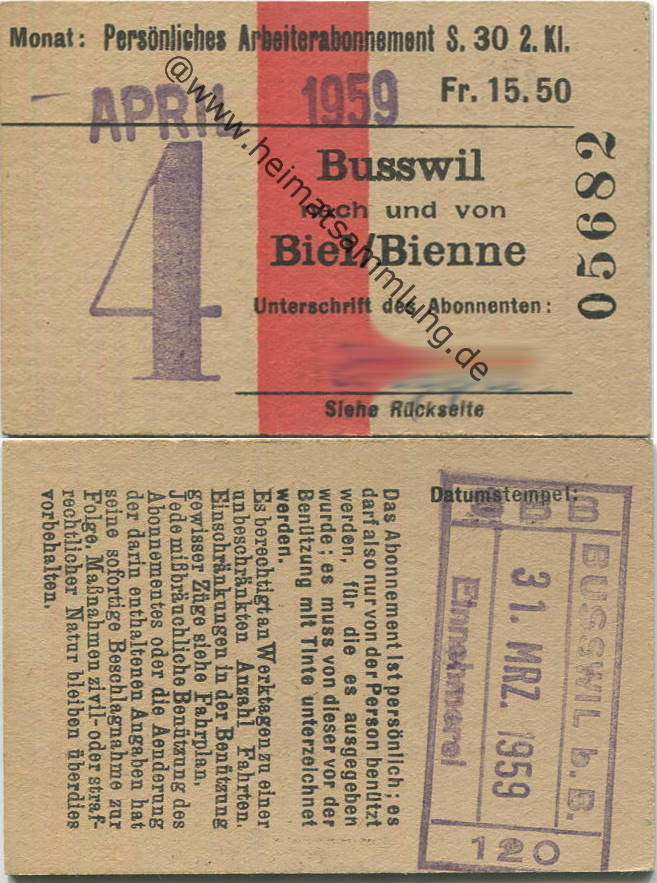 Monat: Persönliches Arbeiterabonnement S. 30 2. Kl.
APRIL 1959 Fr. 15.50
4
Busswil
nach und von
Biel/Bienne
Unterschrift des Abonnenten:
Siehe Rückseite
05682
@www.heimatsammlung.de
Datumstempel:
SBB
BUSSWIL b. B.
31. MRZ. 1959
Einnehmerei
120
Das Abonnement ist persönlich; es
darf also nur von der Person benützt
werden, für die es ausgegeben
wurde; es muss von dieser vor der
Benützung mit Tinte unterzeichnet
werden.
Es berechtigt an Werktagen zu einer
unbeschränkten Anzahl Fahrten.
Einschränkungen in der Benützung
gewisser Züge siehe Fahrplan.
Jede mißbräuchliche Benützung des
Abonnementes oder die Aenderung
der darin enthaltenen Angaben hat
seine sofortige Beschlagnahme zur
Folge. Maßnahmen zivil- oder straf-
rechtlicher Natur bleiben überdies
vorbehalten.